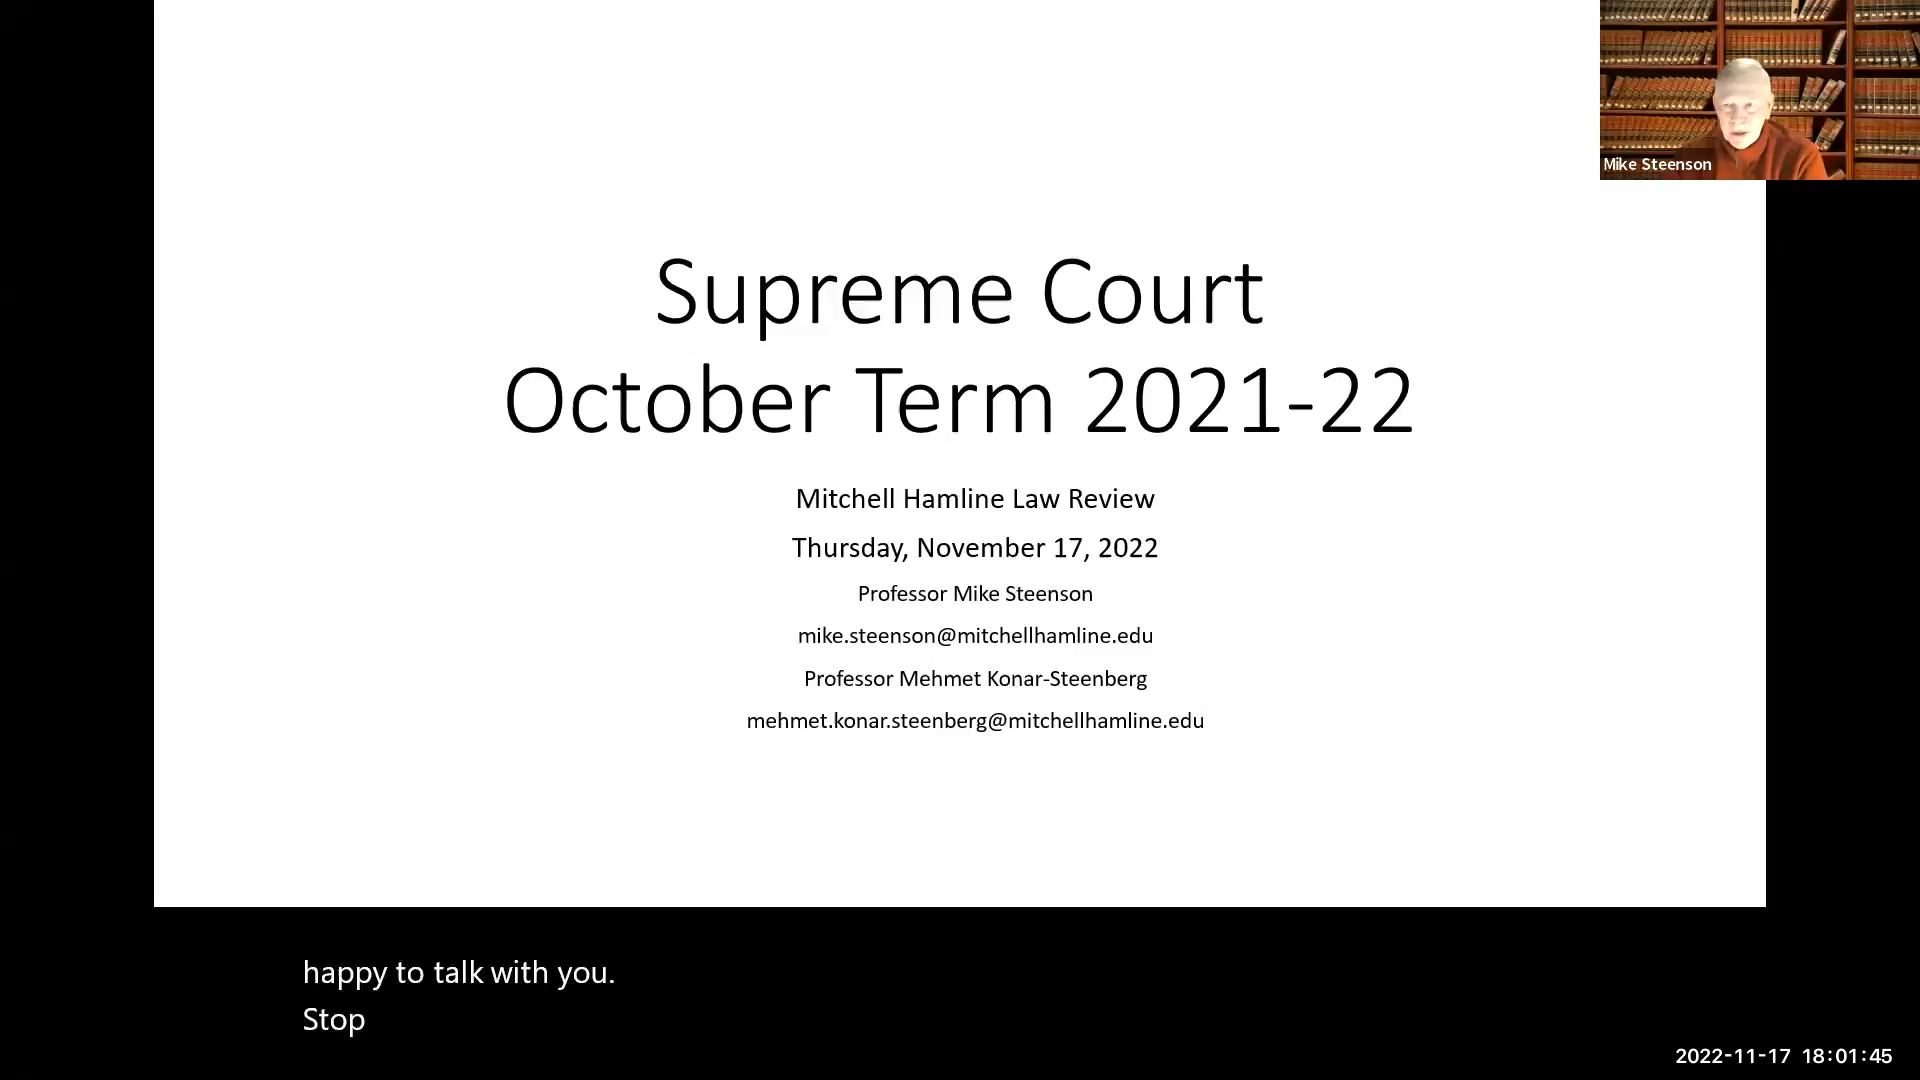 Mike Steenson
Supreme Court
October Term 2021-22
Mitchell Hamline Law Review
Thursday, November 17, 2022
Professor Mike Steenson
mike.steenson@mitchellhamline.edu
Professor Mehmet Konar-Steenberg
mehmet.konar.steenberg@mitchellhamline.edu
happy to talk with you.
Stop
2022-11-17 18:01:45